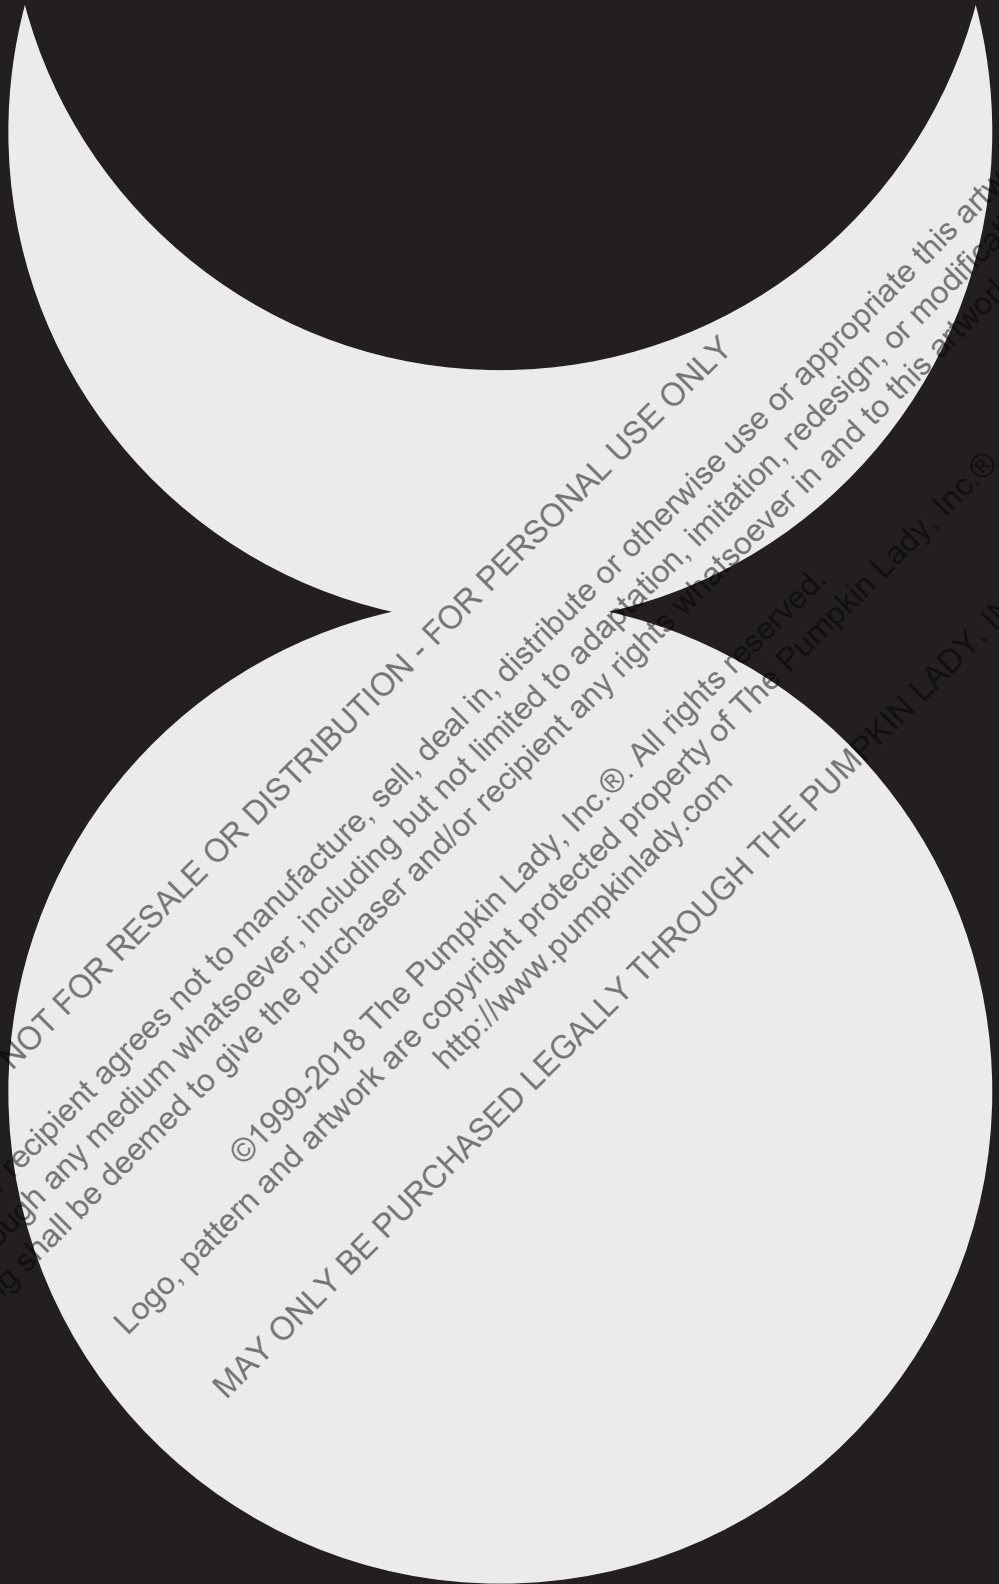 NOT FOR RESALE OR DISTRIBUTION - FOR PERSONAL USE ONLY
recipient agrees not to manufacture, sell, deal in, distribute or otherwise use or appropriate this
any medium whatsoever, including but not limited to adaptation, imitation, redesign, or
shall be deemed to give the purchaser and/or recipient any rights whatsoever in and to this artwork
©1999-2018 The Pumpkin Lady, Inc.®. All rights reserved.
Logo, pattern and artwork are copyright protected property of The Pumpkin Lady, Inc.®
http://www.pumpkinlady.com
MAY ONLY BE PURCHASED LEGALLY THROUGH THE PUMPKIN LADY,